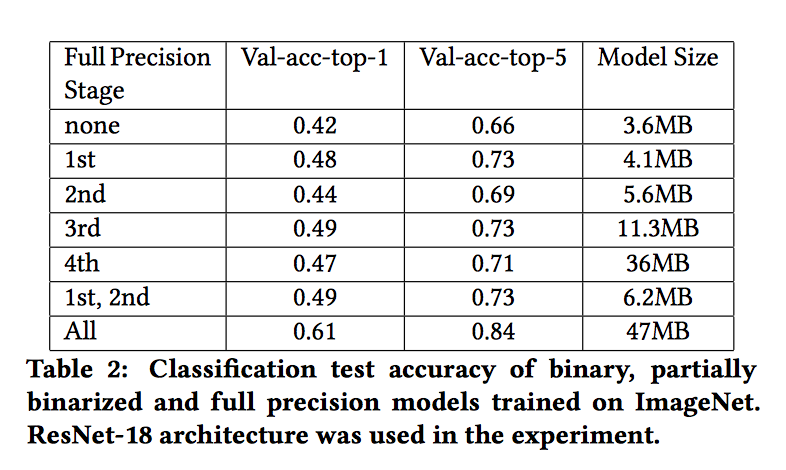 Full Precision Stage Val-acc-top-1 Val-acc-top-5 Model Size
none 0.42 0.66 3.6MB
1st 0.48 0.73 4.1MB
2nd 0.44 0.69 5.6MB
3rd 0.49 0.73 11.3MB
4th 0.47 0.71 36MB
1st, 2nd 0.49 0.73 6.2MB
All 0.61 0.84 47MB
Table 2: Classification test accuracy of binary, partially
binarized and full precision models trained on ImageNet.
ResNet-18 architecture was used in the experiment.